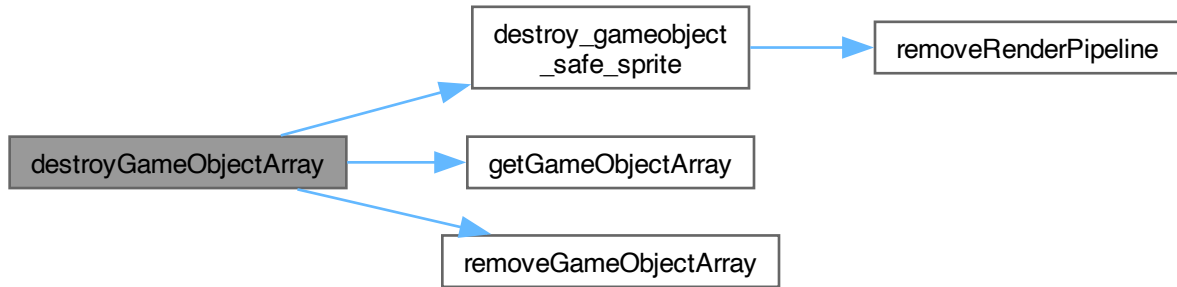 destroy_gameobject
_safe_sprite
removeRenderPipeline
destroyGameObjectArray
getGameObjectArray
removeGameObjectArray